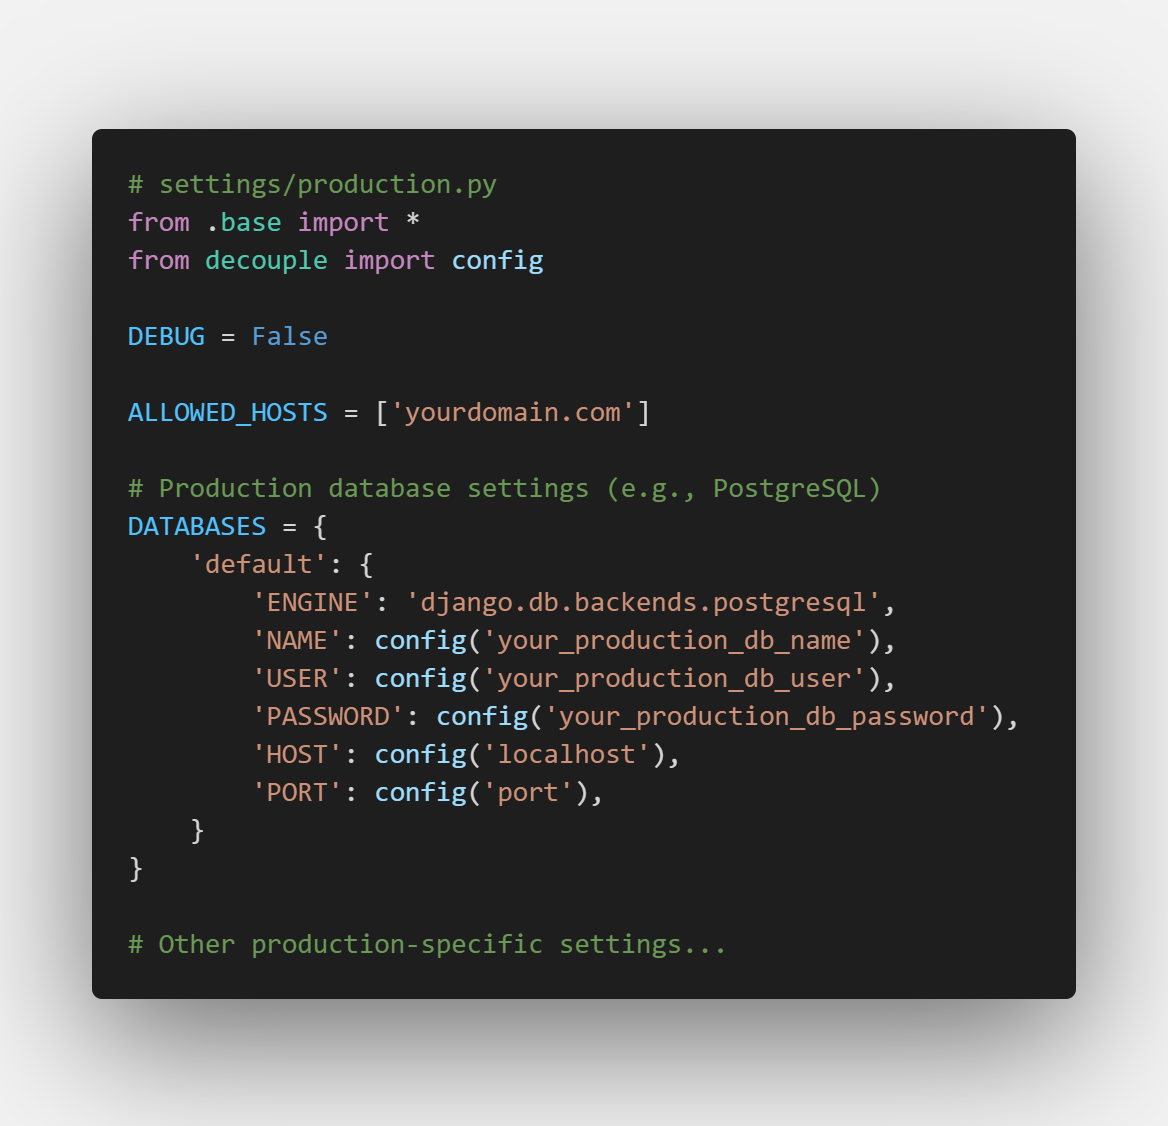 # settings/production.py
from .base import *
from decouple import config

DEBUG = False

ALLOWED_HOSTS = ['yourdomain.com']

# Production database settings (e.g., PostgreSQL)
DATABASES = {
    'default': {
        'ENGINE': 'django.db.backends.postgresql',
        'NAME': config('your_production_db_name'),
        'USER': config('your_production_db_user'),
        'PASSWORD': config('your_production_db_password'),
        'HOST': config('localhost'),
        'PORT': config('port'),
    }
}

# Other production-specific settings...